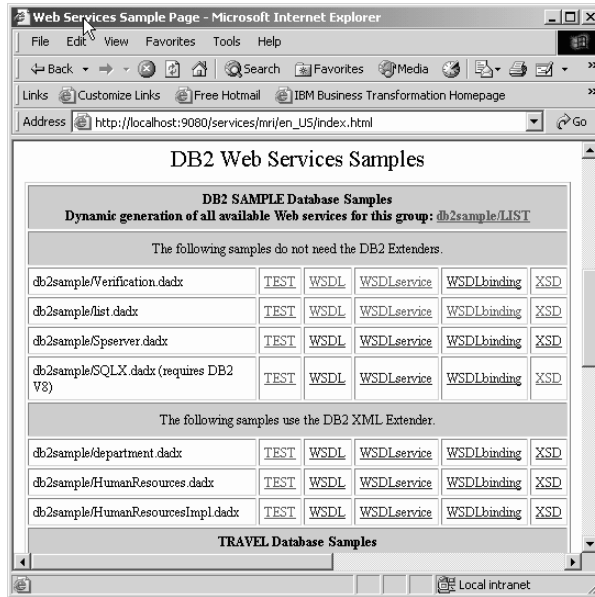 Web Services Sample Page - Microsoft Internet Explorer
File Edit View Favorites Tools Help
Back Search Favorites Media »
Links Customize Links Free Hotmail IBM Business Transformation Homepage »
Address http://localhost:9080/services/mri/en_US/index.html Go
DB2 Web Services Samples
DB2 SAMPLE Database Samples
Dynamic generation of all available Web services for this group: db2sample/LIST
The following samples do not need the DB2 Extenders.
db2sample/Verification.dadx TEST WSDL WSDLservice WSDLbinding XSD
db2sample/list.dadx TEST WSDL WSDLservice WSDLbinding XSD
db2sample/Spserver.dadx TEST WSDL WSDLservice WSDLbinding XSD
db2sample/SQLX.dadx (requires DB2
V8) TEST WSDL WSDLservice WSDLbinding XSD
The following samples use the DB2 XML Extender.
db2sample/department.dadx TEST WSDL WSDLservice WSDLbinding XSD
db2sample/HumanResources.dadx TEST WSDL WSDLservice WSDLbinding XSD
db2sample/HumanResourcesImpl.dadx TEST WSDL WSDLservice WSDLbinding XSD
TRAVEL Database Samples
Local intranet